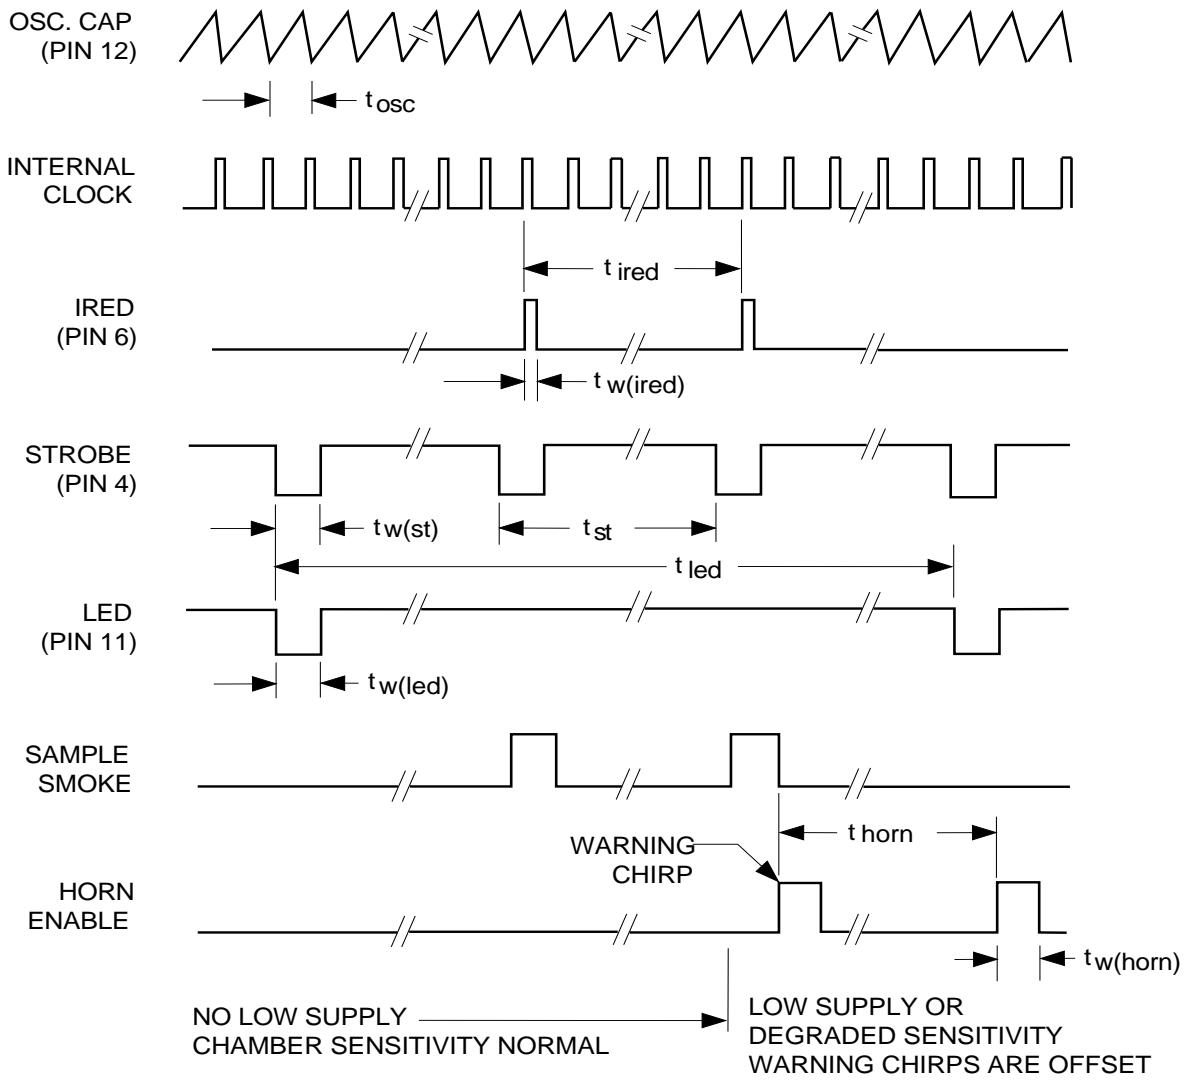 OSC. CAP
(PIN 12)
tosc
INTERNAL
CLOCK
t ired
IRED
(PIN 6)
t w(ired)
STROBE
(PIN 4)
t w(st)
t st
t led
LED
(PIN 11)
t w(led)
SAMPLE
SMOKE
t horn
WARNING
CHIRP
HORN
ENABLE
t w(horn)
NO LOW SUPPLY
CHAMBER SENSITIVITY NORMAL
LOW SUPPLY OR
DEGRADED SENSITIVITY
WARNING CHIRPS ARE OFFSET